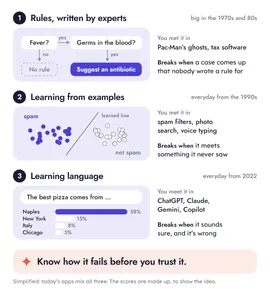 1 Rules, written by experts
big in the 1970s and 80s
Fever?
yes
Germs in the blood?
no
yes
No rule
Suggest an antibiotic
You met it in
Pac-Man's ghosts, tax software
Breaks when a case comes up
that nobody wrote a rule for
2 Learning from examples
everyday from the 1990s
spam
learned line
not spam
You met it in
spam filters, photo
search, voice typing
Breaks when it meets
something it never saw
3 Learning language
everyday from 2022
The best pizza comes from ...
Naples 58%
New York 13%
Italy 8%
Chicago 5%
You met it in
ChatGPT, Claude,
Gemini, Copilot
Breaks when it sounds
sure, and it's wrong
Know how it fails before you trust it.
Simplified: today's apps mix all three. The scores are made up, to show the idea.